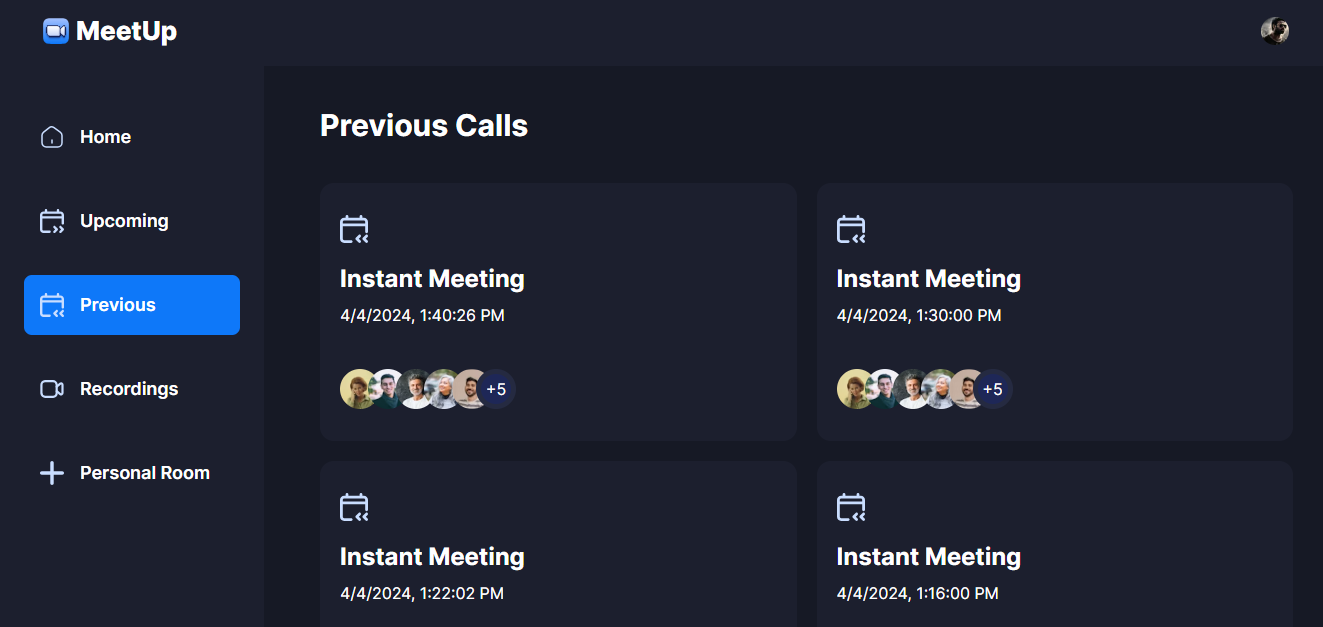 MeetUp
Home
Upcoming
Previous
Recordings
Personal Room
Previous Calls
Instant Meeting
4/4/2024, 1:40:26 PM
+5
Instant Meeting
4/4/2024, 1:30:00 PM
+5
Instant Meeting
4/4/2024, 1:22:02 PM
Instant Meeting
4/4/2024, 1:16:00 PM